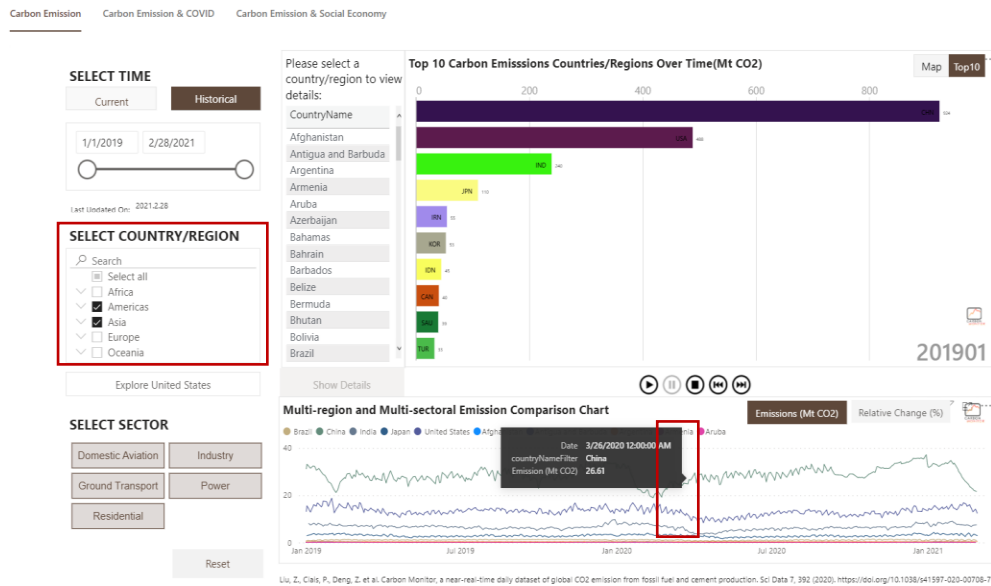 Carbon Emission Carbon Emission & COVID Carbon Emission & Social Economy
SELECT TIME
Current Historical
1/1/2019 2/28/2021
Last Updated On: 2021.2.28
SELECT COUNTRY/REGION
Search
Select all
Africa
Americas
Asia
Europe
Oceania
Explore United States
SELECT SECTOR
Domestic Aviation Industry
Ground Transport Power
Residential
Reset
Please select a
country/region to view
details:
CountryName
Afghanistan
Antigua and Barbuda
Argentina
Armenia
Aruba
Azerbaijan
Bahamas
Bahrain
Barbados
Belize
Bermuda
Bhutan
Bolivia
Brazil
Show Details
Top 10 Carbon Emisssions Countries/Regions Over Time(Mt CO2)
Map Top10
0 200 400 600 800
CHN
USA
IND
JPN
IRN
KOR
IDN
CAN
SAU
TUR
201901
Multi-region and Multi-sectoral Emission Comparison Chart
Emissions (Mt CO2) Relative Change (%)
Brazil China India Japan United States Aruba
Date 3/26/2020 12:00:00 AM
countryNameFilter China
Emission (Mt CO2) 26.61
40
20
0
Jan 2019 Jul 2019 Jan 2020 Jul 2020 Jan 2021
Liu, Z., Ciais, P., Deng, Z. et al. Carbon Monitor, a near-real-time daily dataset of global CO2 emission from fossil fuel and cement production. Sci Data 7, 392 (2020). https://doi.org/10.1038/s41597-020-00708-7